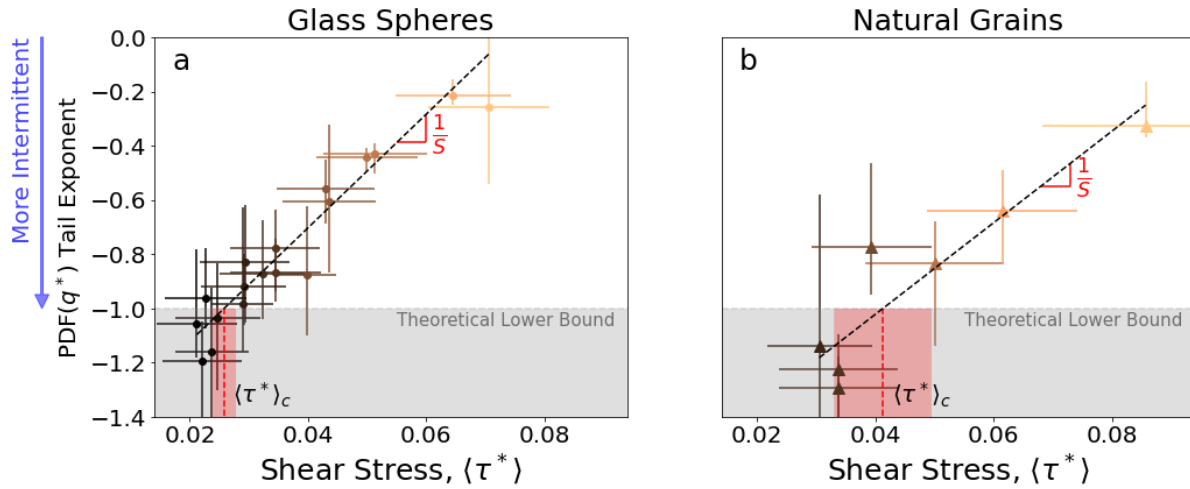 Glass Spheres
Natural Grains
More Intermittent
PDF(q*) Tail Exponent
0.0
−0.2
−0.4
−0.6
−0.8
−1.0
−1.2
−1.4
a
1/S
Theoretical Lower Bound
⟨τ*⟩c
0.02 0.04 0.06 0.08
Shear Stress, ⟨τ*⟩
b
1/S
Theoretical Lower Bound
⟨τ*⟩c
0.02 0.04 0.06 0.08
Shear Stress, ⟨τ*⟩